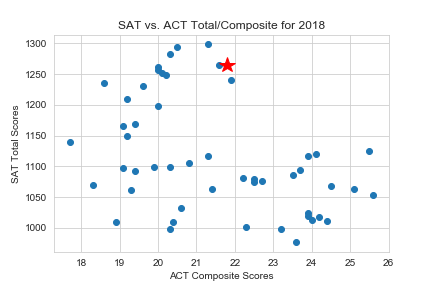 SAT vs. ACT Total/Composite for 2018
1300
1250
1200
1150
1100
1050
1000
SAT Total Scores
18 19 20 21 22 23 24 25 26
ACT Composite Scores